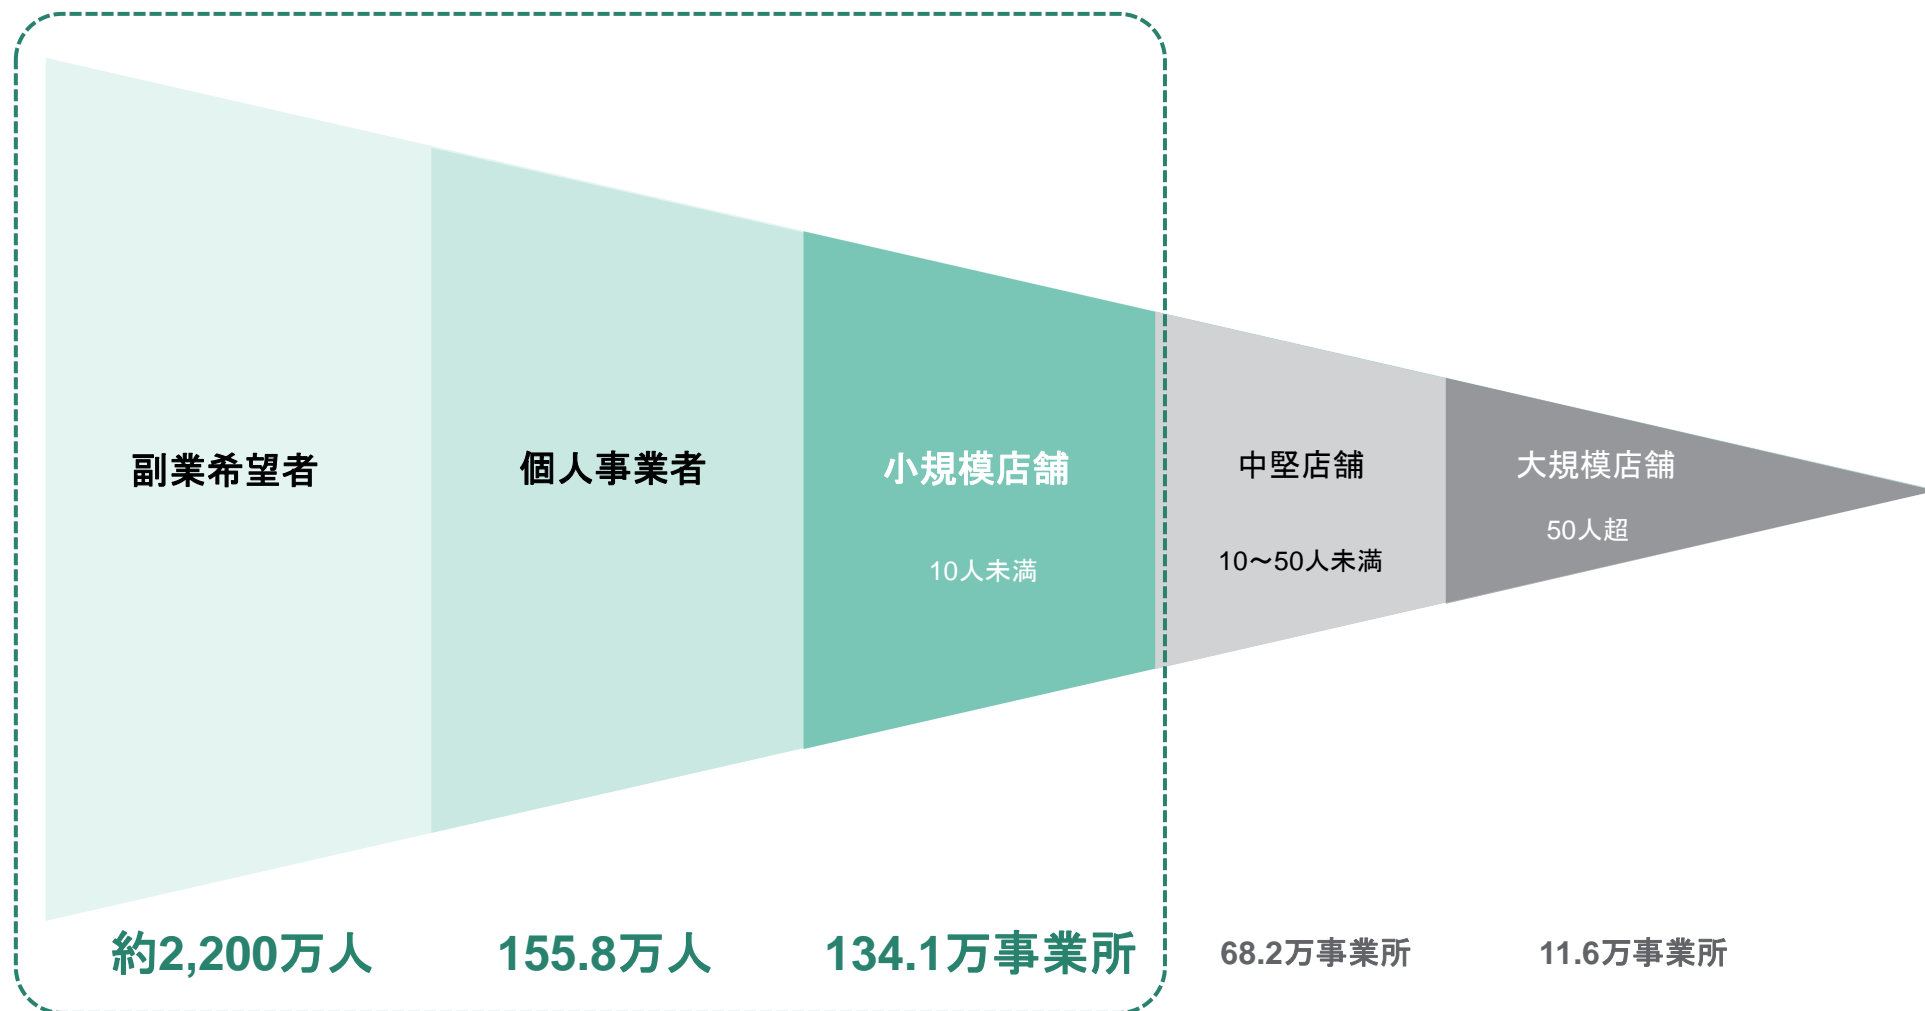 副業希望者
個人事業者
小規模店舗
10人未満
中堅店舗
10～50人未満
大規模店舗
50人超
約2,200万人
155.8万人
134.1万事業所
68.2万事業所
11.6万事業所